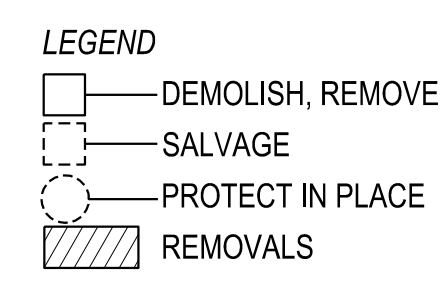 LEGEND
DEMOLISH, REMOVE
SALVAGE
PROTECT IN PLACE
REMOVALS